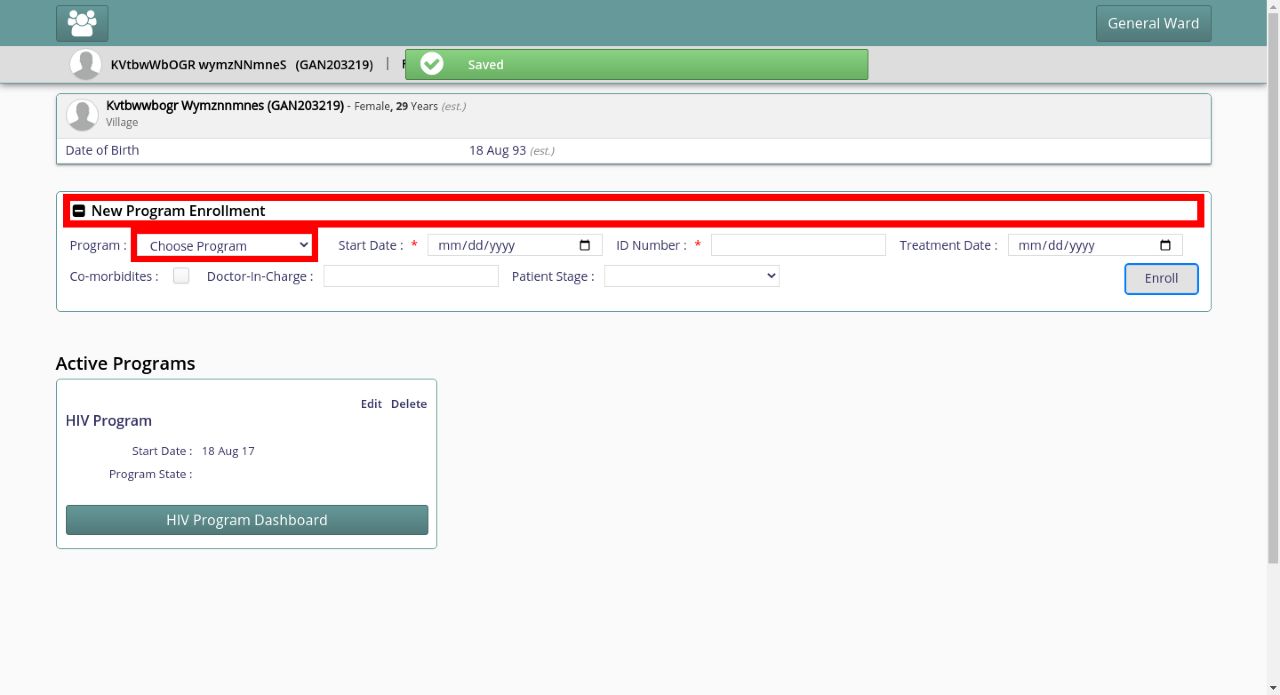 General Ward
KVtbwWbOGR wymzNNmneS (GAN203219) |
Saved
Kvtbwwbogr Wymznnmnes (GAN203219) - Female, 29 Years (est.)
Village
Date of Birth 18 Aug 93 (est.)
New Program Enrollment
Program : Choose Program Start Date : * mm/dd/yyyy ID Number : * Treatment Date : mm/dd/yyyy
Co-morbidites : Doctor-In-Charge : Patient Stage : Enroll
Active Programs
Edit Delete
HIV Program
Start Date : 18 Aug 17
Program State :
HIV Program Dashboard